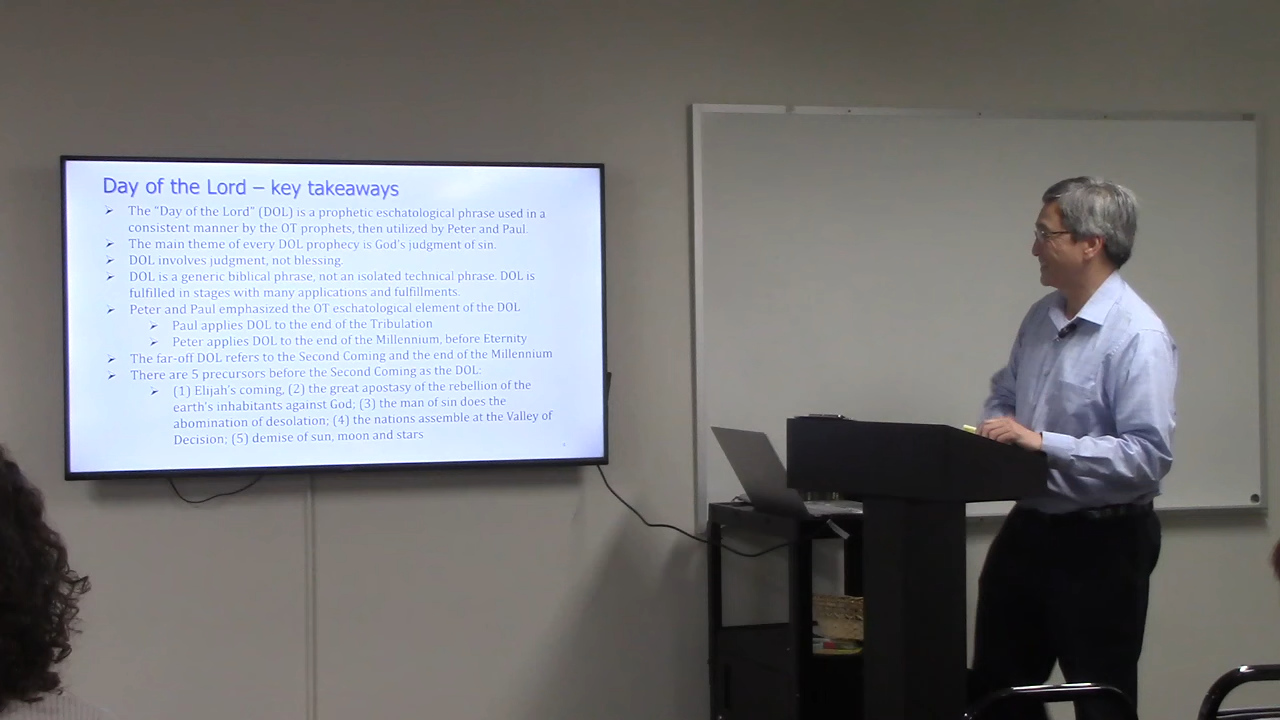 Day of the Lord – key takeaways
➢ The "Day of the Lord" (DOL) is a prophetic eschatological phrase used in a
consistent manner by the OT prophets, then utilized by Peter and Paul.
➢ The main theme of every DOL prophecy is God's judgment of sin.
➢ DOL involves judgment, not blessing.
➢ DOL is a generic biblical phrase, not an isolated technical phrase. DOL is
fulfilled in stages with many applications and fulfillments.
➢ Peter and Paul emphasized the OT eschatological element of the DOL
➢ Paul applies DOL to the end of the Tribulation
➢ Peter applies DOL to the end of the Millennium, before Eternity
➢ The far-off DOL refers to the Second Coming and the end of the Millennium
➢ There are 5 precursors before the Second Coming as the DOL:
➢ (1) Elijah's coming, (2) the great apostasy of the rebellion of the
earth's inhabitants against God; (3) the man of sin does the
abomination of desolation; (4) the nations assemble at the Valley of
Decision; (5) demise of sun, moon and stars